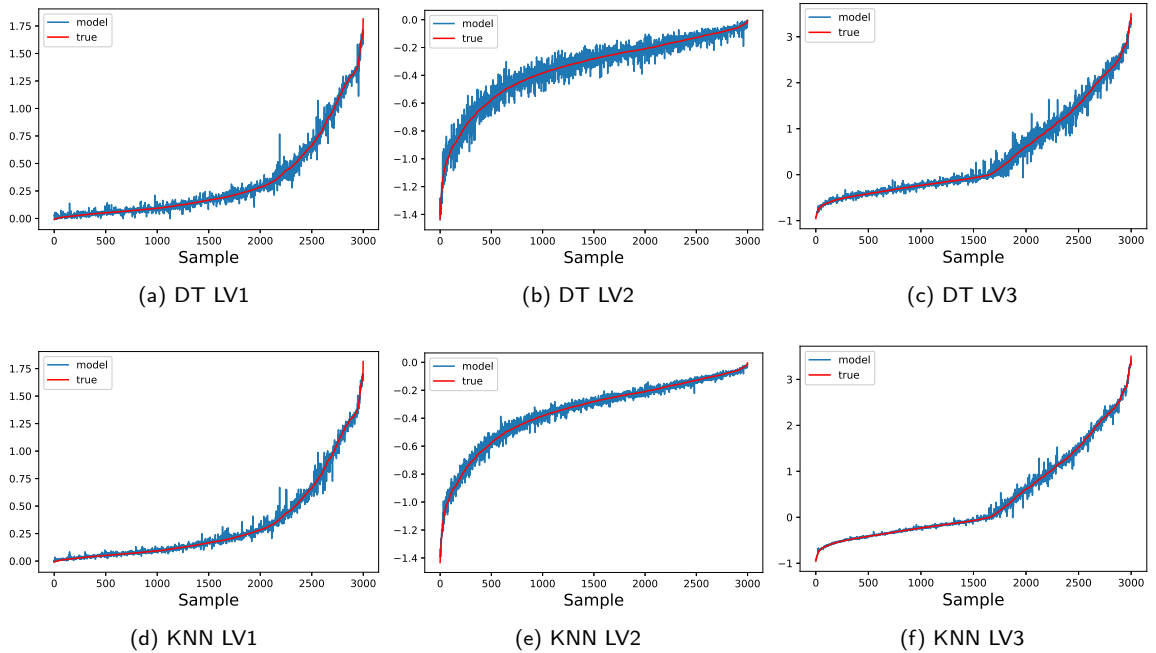 model
true
1.75
1.50
1.25
1.00
0.75
0.50
0.25
0.00
0 500 1000 1500 2000 2500 3000
Sample
(a) DT LV1
model
true
0.0
−0.2
−0.4
−0.6
−0.8
−1.0
−1.2
−1.4
0 500 1000 1500 2000 2500 3000
Sample
(b) DT LV2
model
true
3
2
1
0
−1
0 500 1000 1500 2000 2500 3000
Sample
(c) DT LV3
model
true
1.75
1.50
1.25
1.00
0.75
0.50
0.25
0.00
0 500 1000 1500 2000 2500 3000
Sample
(d) KNN LV1
model
true
0.0
−0.2
−0.4
−0.6
−0.8
−1.0
−1.2
−1.4
0 500 1000 1500 2000 2500 3000
Sample
(e) KNN LV2
model
true
3
2
1
0
−1
0 500 1000 1500 2000 2500 3000
Sample
(f) KNN LV3